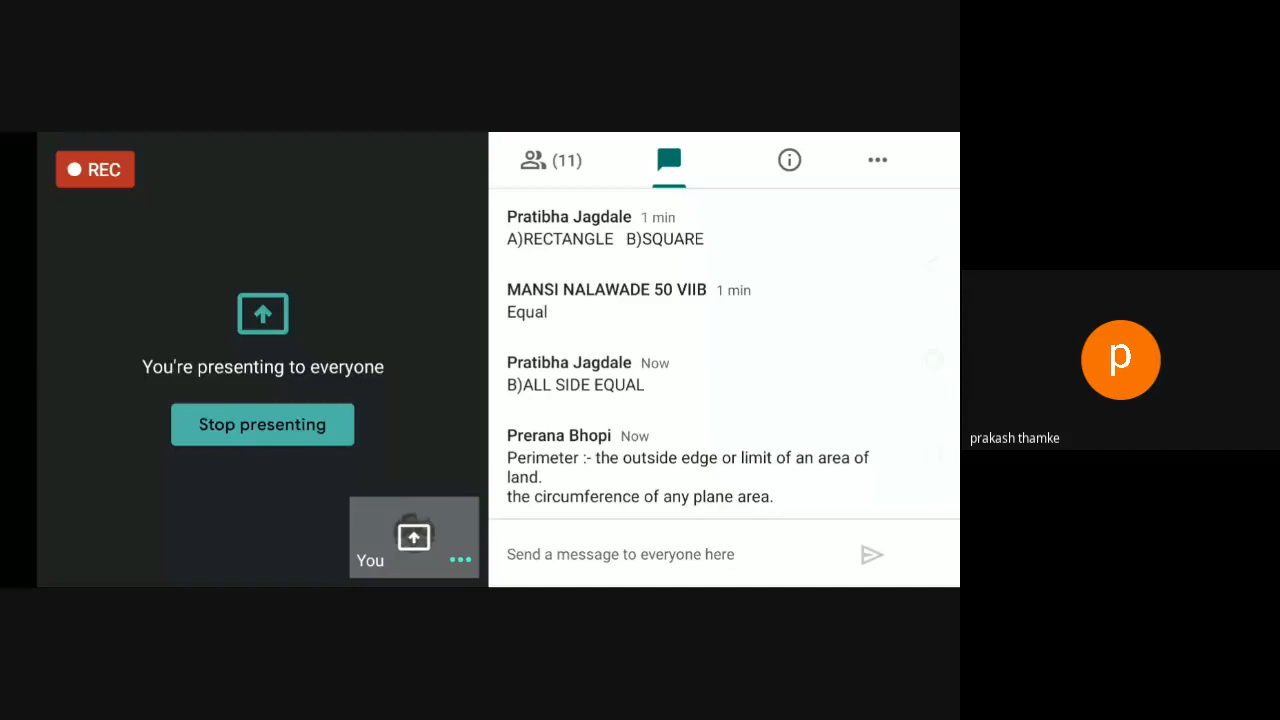 REC
(11)
Pratibha Jagdale 1 min
A)RECTANGLE B)SQUARE
MANSI NALAWADE 50 VIIB 1 min
Equal
Pratibha Jagdale Now
B)ALL SIDE EQUAL
Prerana Bhopi Now
Perimeter :- the outside edge or limit of an area of
land.
the circumference of any plane area.
Send a message to everyone here
You're presenting to everyone
Stop presenting
You
p
prakash thamke